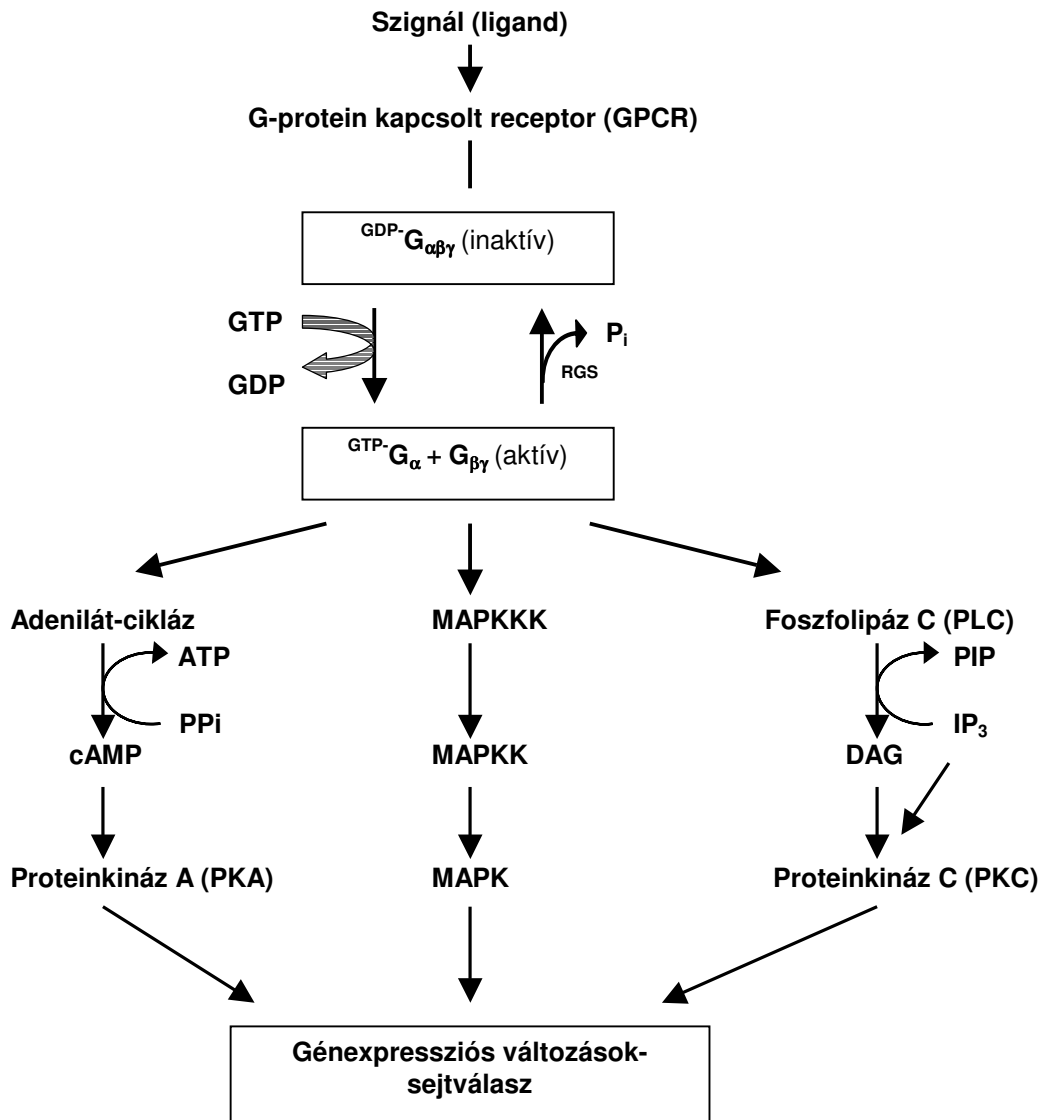 Szignál (ligand)
G-protein kapcsolt receptor (GPCR)
GDP-Gαβγ (inaktív)
GTP
GDP
Pi
RGS
GTP-Gα + Gβγ (aktív)
Adenilát-cikláz
MAPKKK
Foszfolipáz C (PLC)
ATP
PIP
PPi
IP3
cAMP
MAPKK
DAG
Proteinkináz A (PKA)
MAPK
Proteinkináz C (PKC)
Génexpressziós változások-
sejtválasz